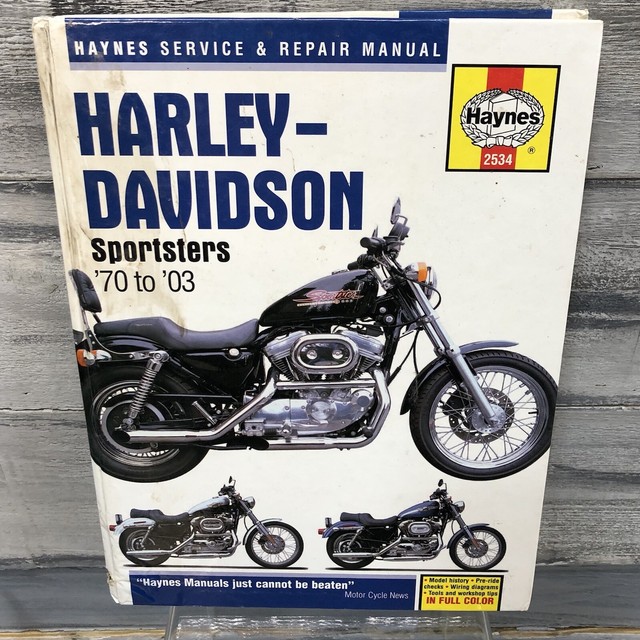 HAYNES SERVICE & REPAIR MANUAL
HARLEY-
DAVIDSON
Sportsters
'70 to '03
Haynes
®
2534
Sportster
"Haynes Manuals just cannot be beaten"
Motor Cycle News
• Model history • Pre-ride
checks • Wiring diagrams
• Tools and workshop tips
IN FULL COLOR